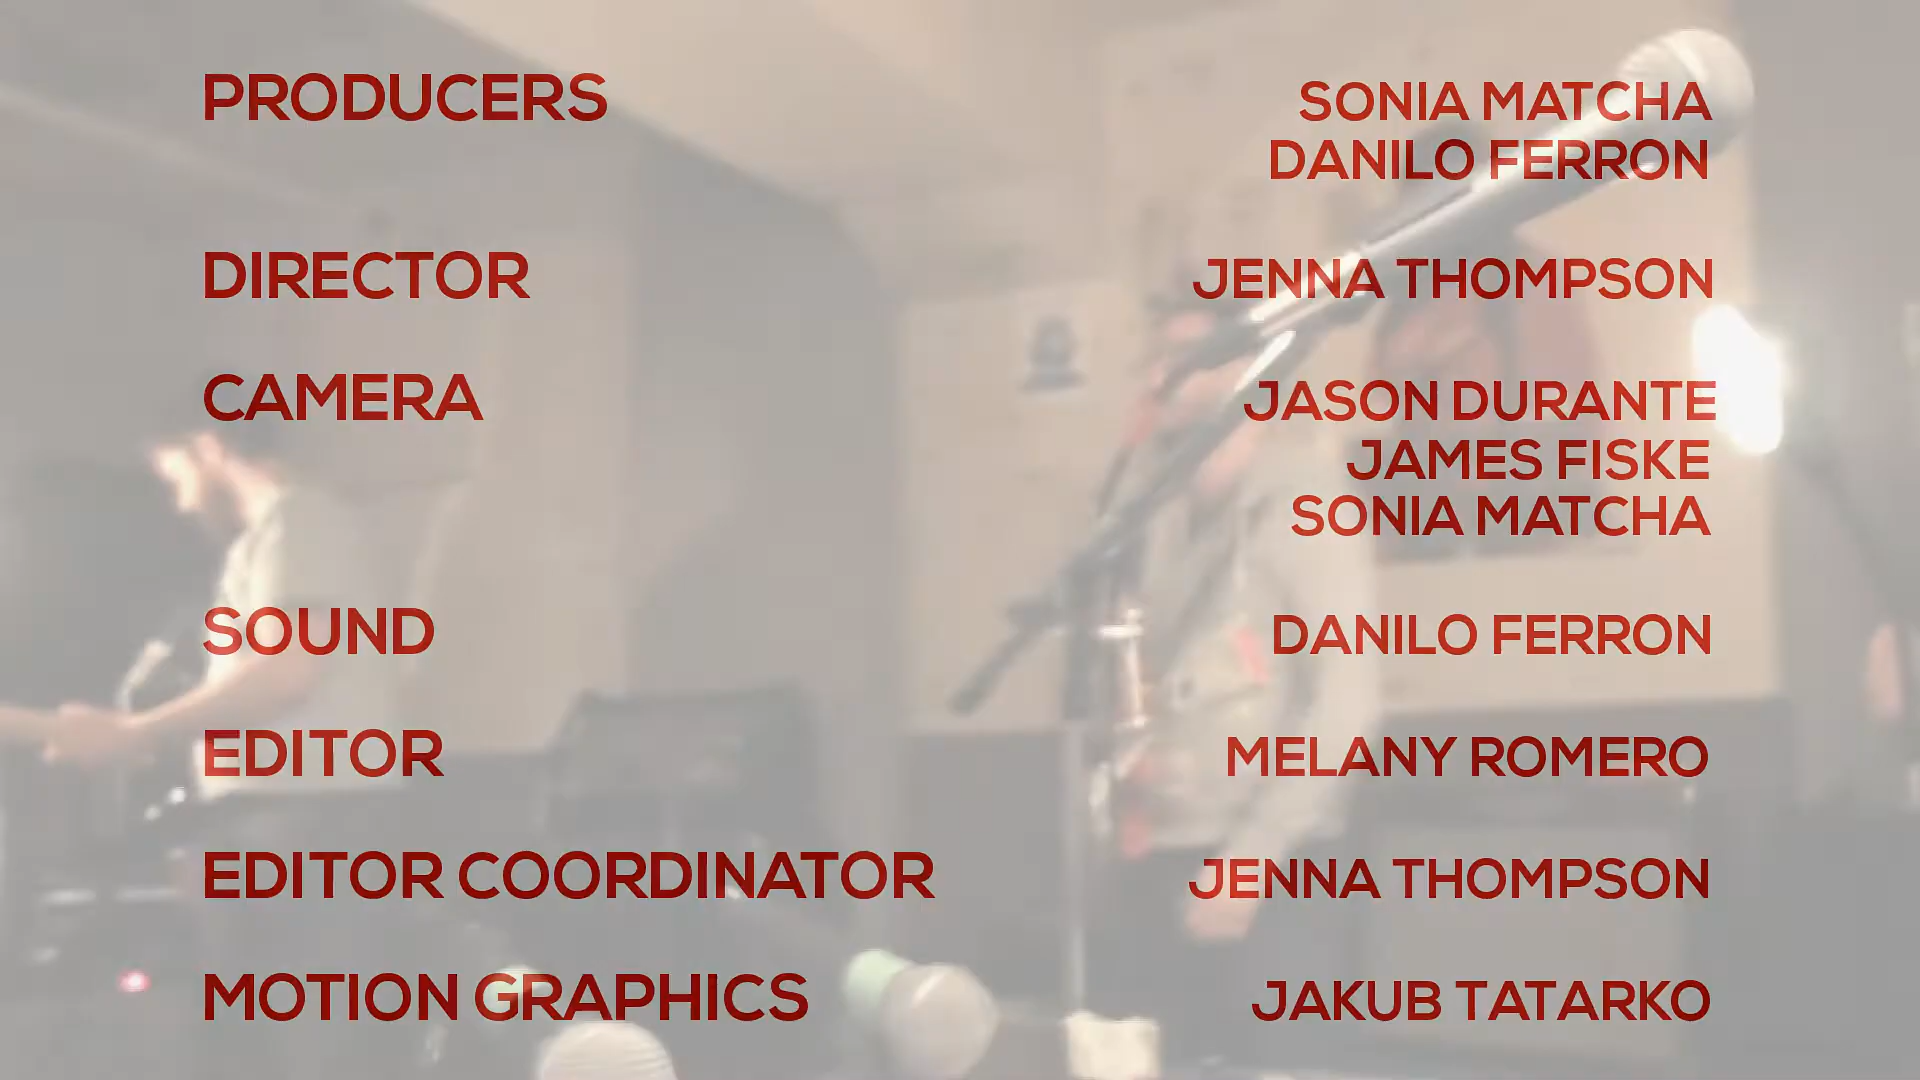 PRODUCERS SONIA MATCHA
DANILO FERRON
DIRECTOR JENNA THOMPSON
CAMERA JASON DURANTE
JAMES FISKE
SONIA MATCHA
SOUND DANILO FERRON
EDITOR MELANY ROMERO
EDITOR COORDINATOR JENNA THOMPSON
MOTION GRAPHICS JAKUB TATARKO